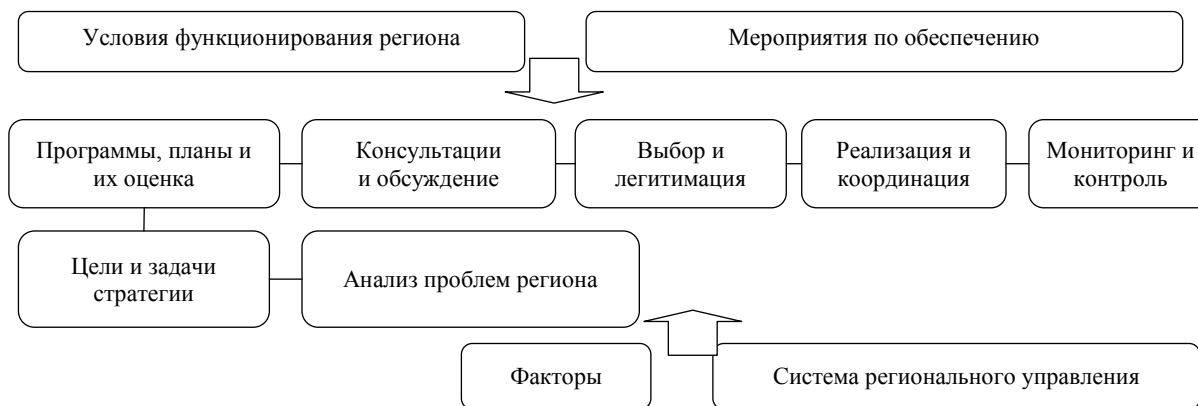 Условия функционирования региона
Мероприятия по обеспечению
Программы, планы и
их оценка
Консультации
и обсуждение
Выбор и
легитимация
Реализация и
координация
Мониторинг и
контроль
Цели и задачи
стратегии
Анализ проблем региона
Факторы
Система регионального управления